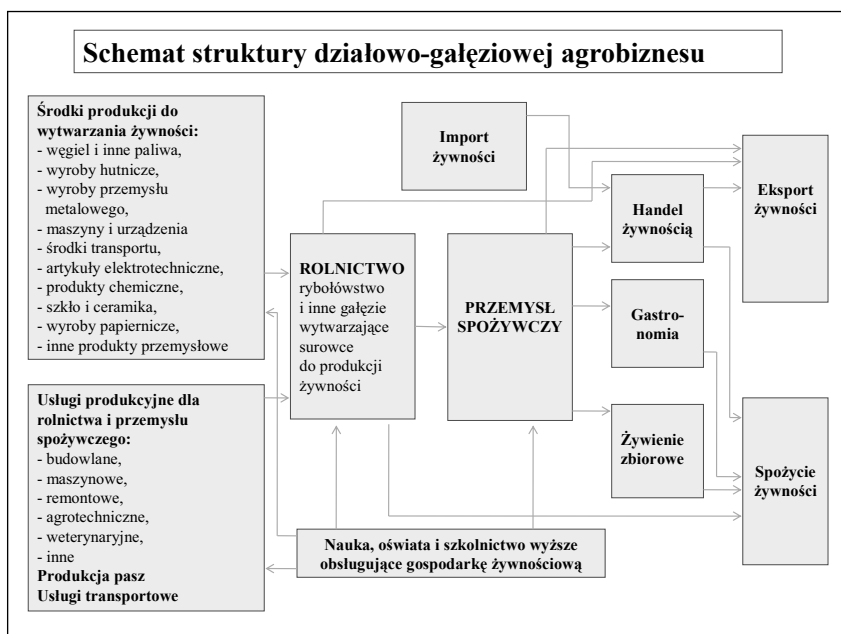 Schemat struktury działowo-gałęziowej agrobiznesu
Środki produkcji do
wytwarzania żywności:
- węgiel i inne paliwa,
- wyroby hutnicze,
- wyroby przemysłu
metalowego,
- maszyny i urządzenia
- środki transportu,
- artykuły elektrotechniczne,
- produkty chemiczne,
- szkło i ceramika,
- wyroby papiernicze,
- inne produkty przemysłowe
Usługi produkcyjne dla
rolnictwa i przemysłu
spożywczego:
- budowlane,
- maszynowe,
- remontowe,
- agrotechniczne,
- weterynaryjne,
- inne
Produkcja pasz
Usługi transportowe
ROLNICTWO
rybołówstwo
i inne gałęzie
wytwarzające
surowce
do produkcji
żywności
Import
żywności
PRZEMYSŁ
SPOŻYWCZY
Handel
żywnością
Gastro-
nomia
Żywienie
zbiorowe
Eksport
żywności
Spożycie
żywności
Nauka, oświata i szkolnictwo wyższe
obsługujące gospodarkę żywnościową